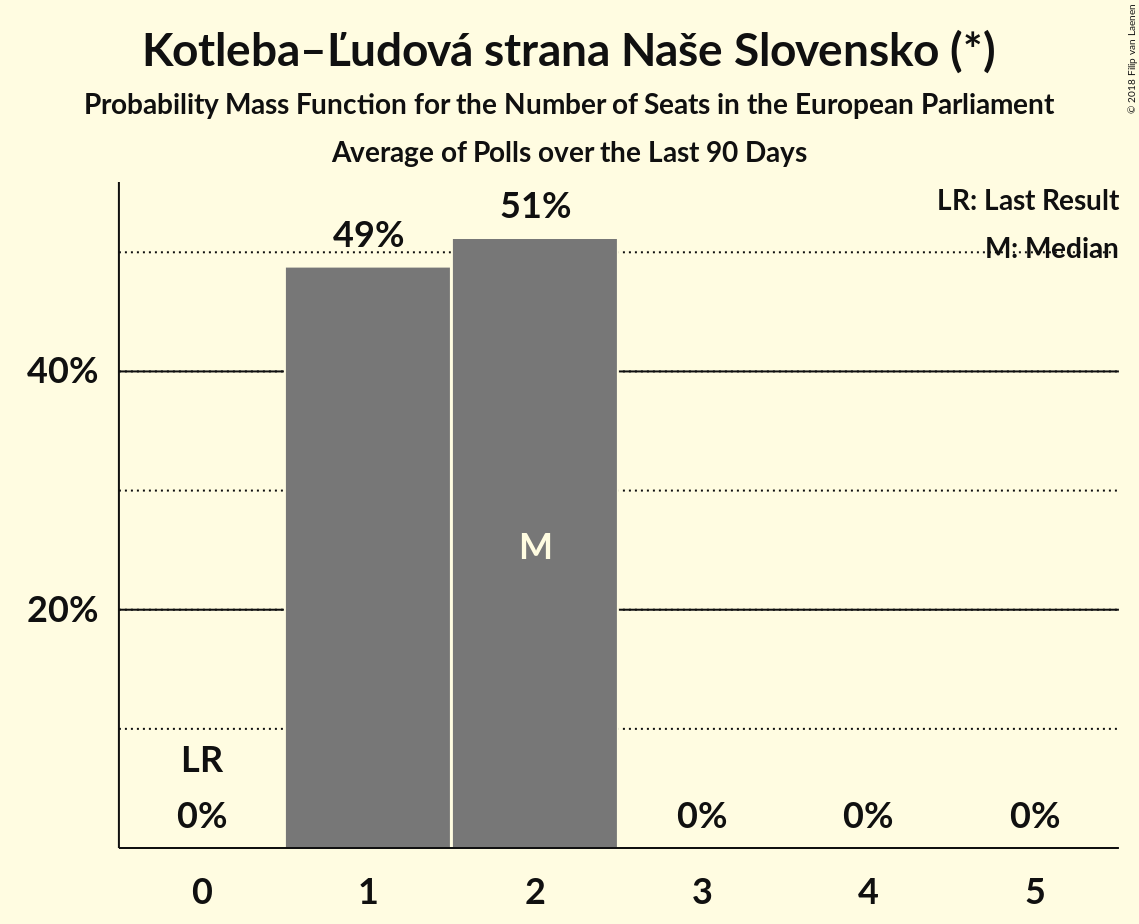 Kotleba–Ľudová strana Naše Slovensko (*)
Probability Mass Function for the Number of Seats in the European Parliament
Average of Polls over the Last 90 Days
© 2018 Filip van Laenen
LR: Last Result
M: Median
51%
49%
40%
20%
M
LR
0%
0%
0%
0%
0 1 2 3 4 5